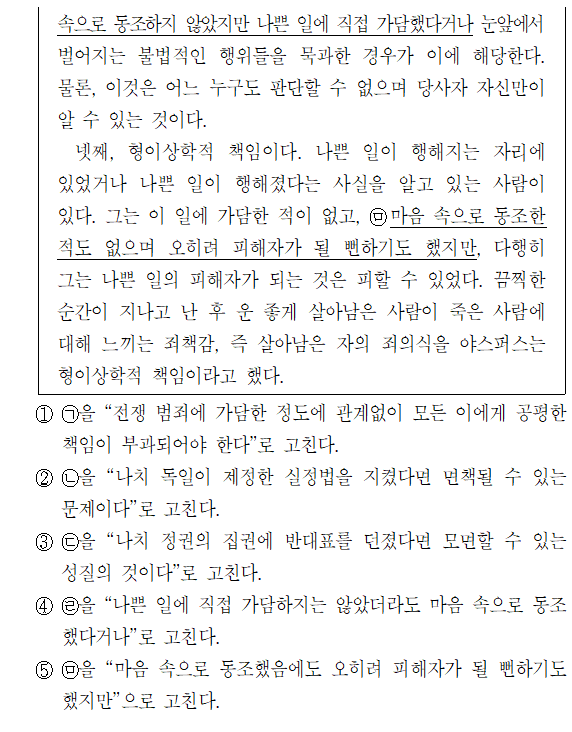 속으로 동조하지 않았지만 나쁜 일에 직접 가담했다거나 눈앞에서
벌어지는 불법적인 행위들을 묵과한 경우가 이에 해당한다.
물론, 이것은 어느 누구도 판단할 수 없으며 당사자 자신만이
알 수 있는 것이다.
넷째, 형이상학적 책임이다. 나쁜 일이 행해지는 자리에
있었거나 나쁜 일이 행해졌다는 사실을 알고 있는 사람이
있다. 그는 이 일에 가담한 적이 없고, ㉤마음 속으로 동조한
적도 없으며 오히려 피해자가 될 뻔하기도 했지만, 다행히
그는 나쁜 일의 피해자가 되는 것은 피할 수 있었다. 끔찍한
순간이 지나고 난 후 운 좋게 살아남은 사람이 죽은 사람에
대해 느끼는 죄책감, 즉 살아남은 자의 죄의식을 야스퍼스는
형이상학적 책임이라고 했다.
① ㉠을 “전쟁 범죄에 가담한 정도에 관계없이 모든 이에게 공평한
책임이 부과되어야 한다”로 고친다.
② ㉡을 “나치 독일이 제정한 실정법을 지켰다면 면책될 수 있는
문제이다”로 고친다.
③ ㉢을 “나치 정권의 집권에 반대표를 던졌다면 모면할 수 있는
성질의 것이다”로 고친다.
④ ㉣을 “나쁜 일에 직접 가담하지는 않았더라도 마음 속으로 동조
했다거나”로 고친다.
⑤ ㉤을 “마음 속으로 동조했음에도 오히려 피해자가 될 뻔하기도
했지만”으로 고친다.